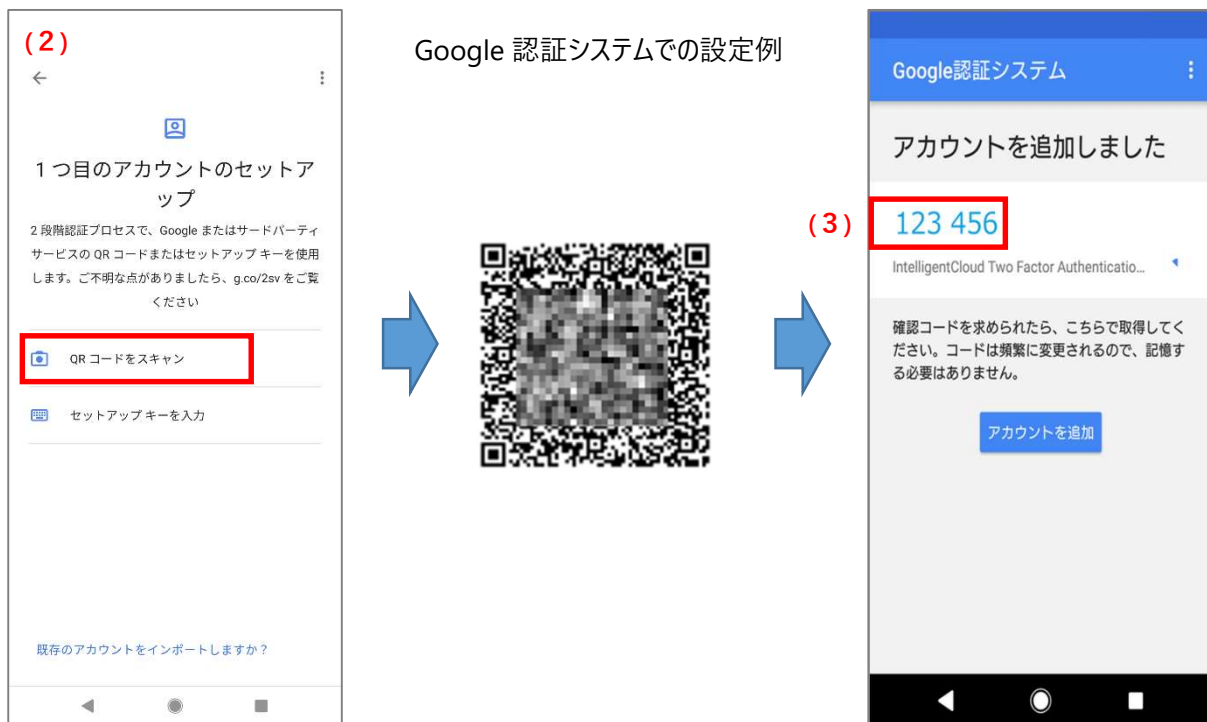 Google 認証システムでの設定例
(2)
1 つ目のアカウントのセットア
ップ
2 段階認証プロセスで、Google またはサードパーティ
サービスの QR コードまたはセットアップ キーを使用
します。ご不明な点がありましたら、g.co/2sv をご覧
ください
QR コードをスキャン
セットアップ キーを入力
既存のアカウントをインポートしますか？
(3)
Google認証システム
アカウントを追加しました
123 456
IntelligentCloud Two Factor Authenticatio...
確認コードを求められたら、こちらで取得してく
ださい。コードは頻繁に変更されるので、記憶す
る必要はありません。
アカウントを追加